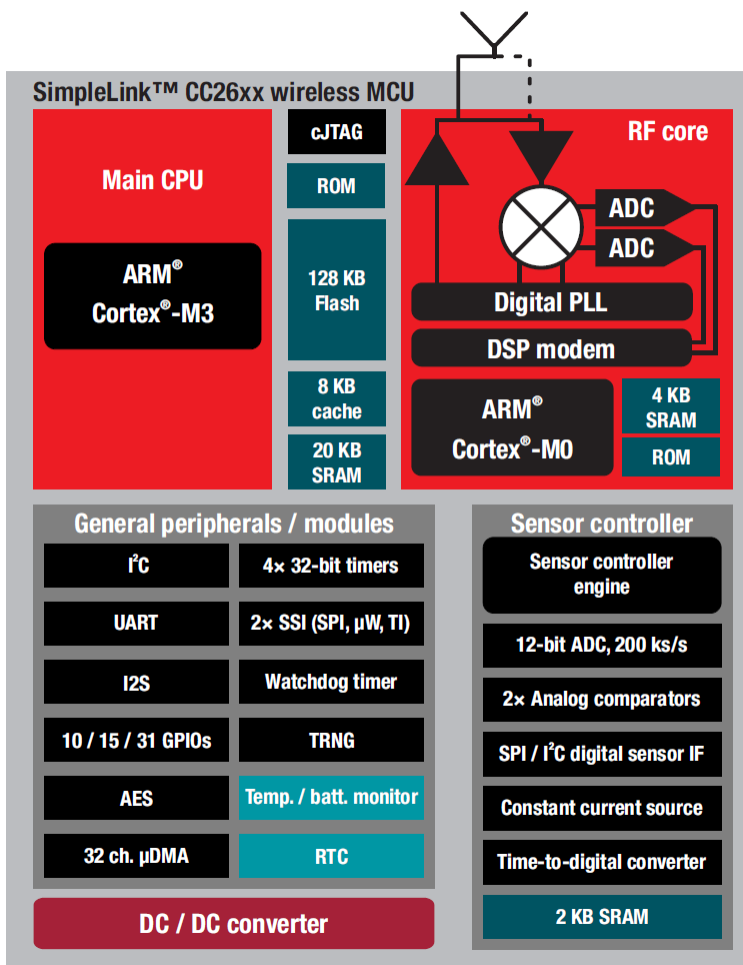 SimpleLink™ CC26xx wireless MCU
Main CPU
ARM®
Cortex®-M3
cJTAG
ROM
128 KB
Flash
8 KB
cache
20 KB
SRAM
RF core
ADC
ADC
Digital PLL
DSP modem
ARM®
Cortex®-M0
4 KB
SRAM
ROM
General peripherals / modules
I²C
4× 32-bit timers
UART
2× SSI (SPI, µW, TI)
I2S
Watchdog timer
10 / 15 / 31 GPIOs
TRNG
AES
Temp. / batt. monitor
32 ch. µDMA
RTC
DC / DC converter
Sensor controller
Sensor controller
engine
12-bit ADC, 200 ks/s
2× Analog comparators
SPI / I²C digital sensor IF
Constant current source
Time-to-digital converter
2 KB SRAM